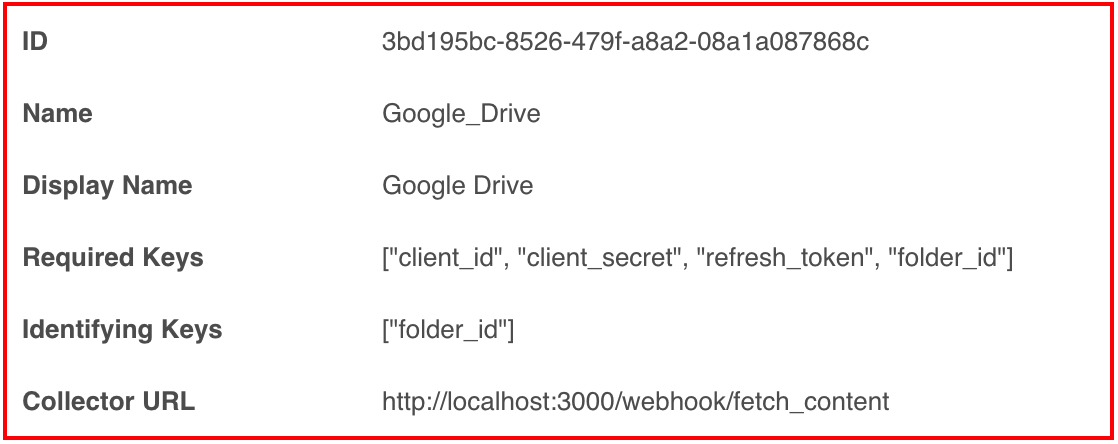 ID 3bd195bc-8526-479f-a8a2-08a1a087868c
Name Google_Drive
Display Name Google Drive
Required Keys ["client_id", "client_secret", "refresh_token", "folder_id"]
Identifying Keys ["folder_id"]
Collector URL http://localhost:3000/webhook/fetch_content